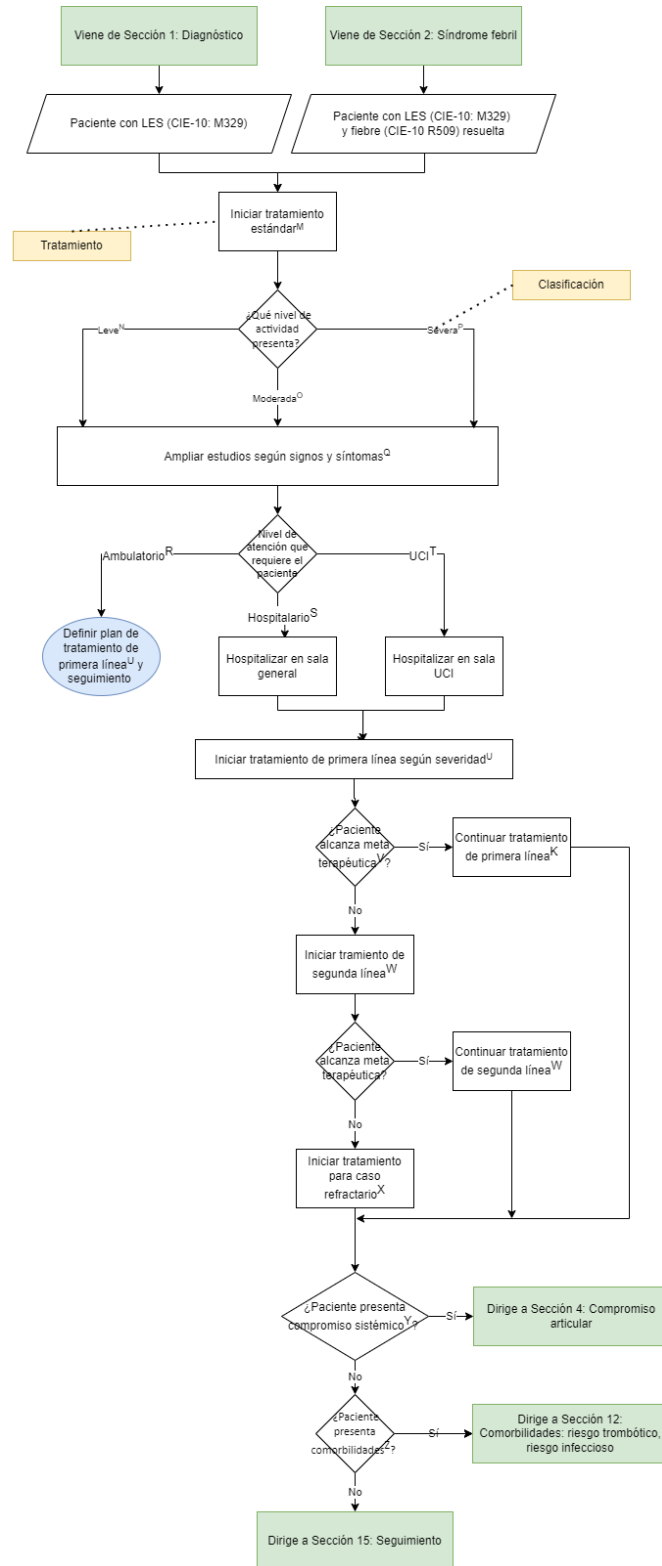 Viene de Sección 1: Diagnóstico
Viene de Sección 2: Síndrome febril
Paciente con LES (CIE-10: M329)
Paciente con LES (CIE-10: M329)
y fiebre (CIE-10 R509) resuelta
Iniciar tratamiento
estándarᴹ
Tratamiento
Clasificación
¿Qué nivel de
actividad
presenta?
Leveᴺ
Severaᴾ
Moderadaᴼ
Ampliar estudios según signos y síntomasQ
Nivel de
atención que
requiere el
paciente
Ambulatorioᴿ
UCIᵀ
HospitalarioS
Definir plan de
tratamiento de
primera líneaᵁ y
seguimiento
Hospitalizar en sala
general
Hospitalizar en sala
UCI
Iniciar tratamiento de primera línea según severidadᵁ
¿Paciente
alcanza meta
terapéuticaⱽ?
Sí
Continuar tratamiento
de primera líneaᴷ
No
Iniciar tramiento de
segunda líneaᵂ
¿Paciente
alcanza meta
terapéutica?
Sí
Continuar tratamiento
de segunda líneaᵂ
No
Iniciar tratamiento
para caso
refractarioX
¿Paciente presenta
compromiso sistémicoY?
Sí
Dirige a Sección 4: Compromiso
articular
No
¿Paciente
presenta
comorbilidadesZ?
Sí
Dirige a Sección 12:
Comorbilidades: riesgo trombótico,
riesgo infeccioso
No
Dirige a Sección 15: Seguimiento